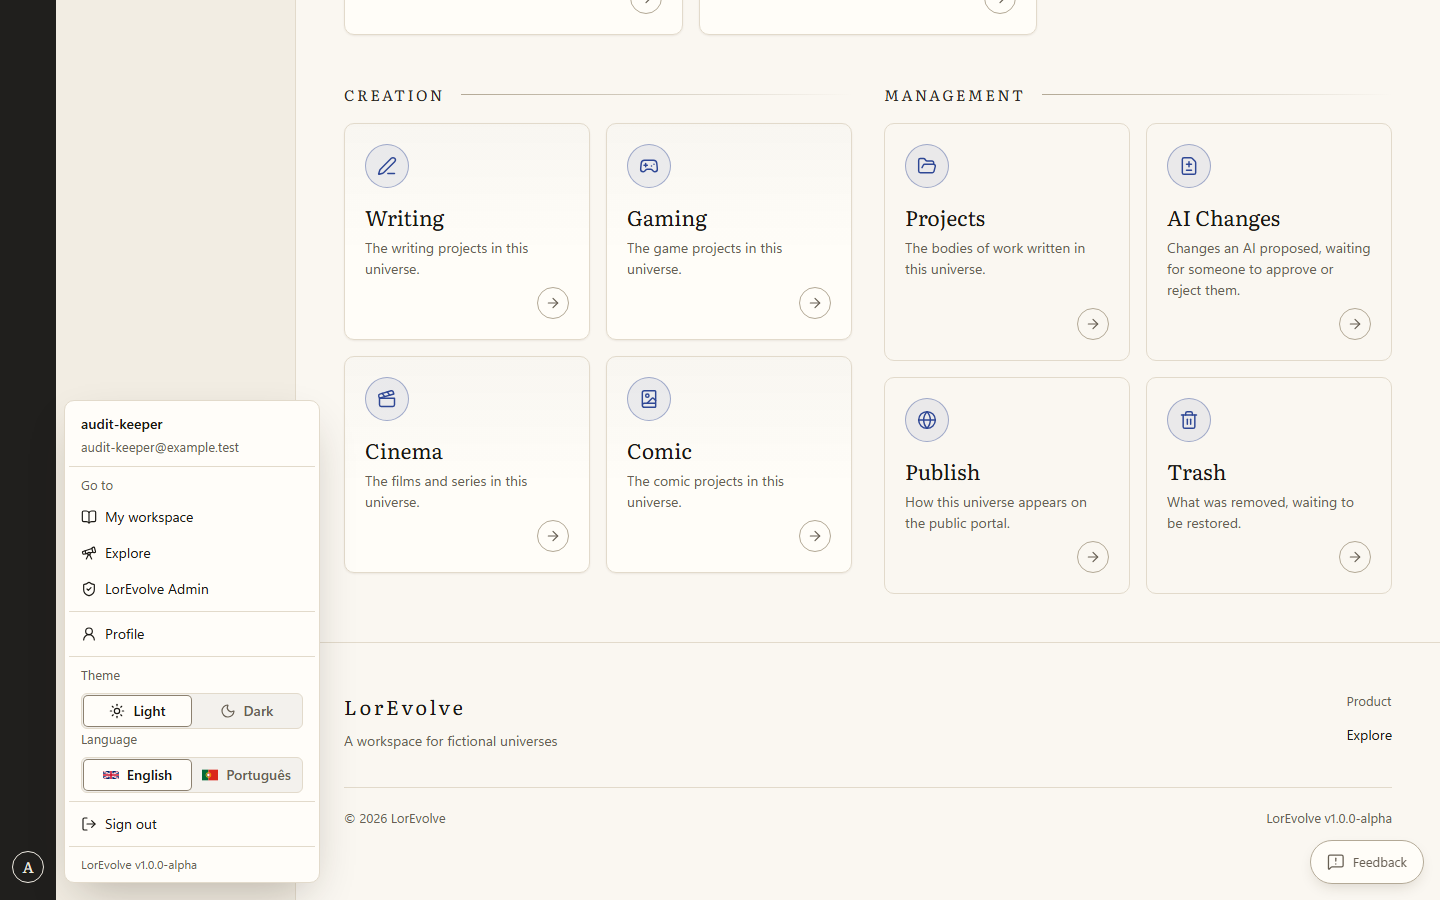 CREATION
Writing
The writing projects in this
universe.
Gaming
The game projects in this
universe.
Cinema
The films and series in this
universe.
Comic
The comic projects in this
universe.
MANAGEMENT
Projects
The bodies of work written in
this universe.
AI Changes
Changes an AI proposed, waiting
for someone to approve or
reject them.
Publish
How this universe appears on
the public portal.
Trash
What was removed, waiting to
be restored.
audit-keeper
audit-keeper@example.test
Go to
My workspace
Explore
LorEvolve Admin
Profile
Theme
Light
Dark
Language
English
Português
Sign out
LorEvolve v1.0.0-alpha
A
LorEvolve
A workspace for fictional universes
Product
Explore
© 2026 LorEvolve
LorEvolve v1.0.0-alpha
Feedback